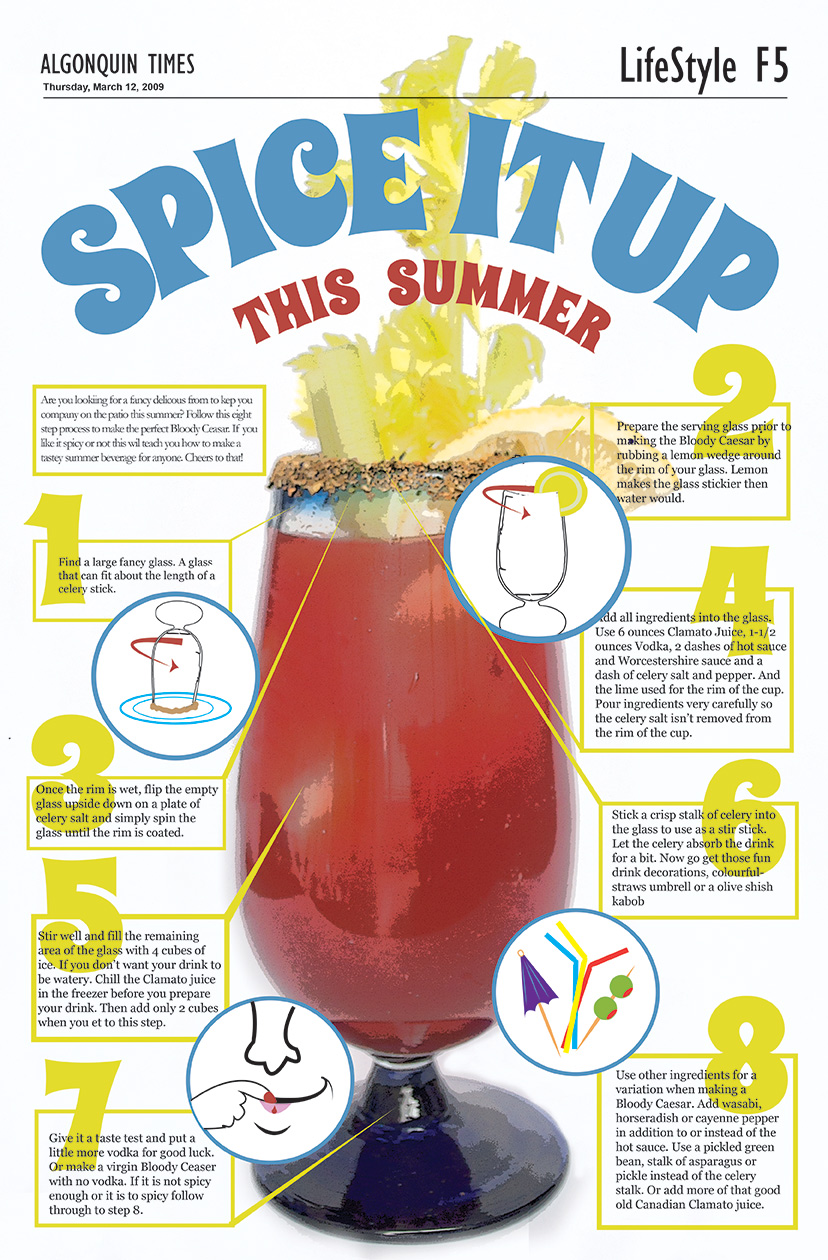 ALGONQUIN TIMES
Thursday, March 12, 2009
LifeStyle F5
SPICE IT UP
THIS SUMMER
Are you looking for a fancy delicous from to kep you
company on the patio this summer? Follow this eight
step process to make the perfect Bloody Ceasar. If you
like it spicy or not this wil teach you how to make a
tastey summer beverage for anyone. Cheers to that!
1
Find a large fancy glass. A glass
that can fit about the length of a
celery stick.
2
Prepare the serving glass prior to
making the Bloody Caesar by
rubbing a lemon wedge around
the rim of your glass. Lemon
makes the glass stickier then
water would.
3
Once the rim is wet, flip the empty
glass upside down on a plate of
celery salt and simply spin the
glass until the rim is coated.
4
Add all ingredients into the glass.
Use 6 ounces Clamato Juice, 1-1/2
ounces Vodka, 2 dashes of hot sauce
and Worcestershire sauce and a
dash of celery salt and pepper. And
the lime used for the rim of the cup.
Pour ingredients very carefully so
the celery salt isn't removed from
the rim of the cup.
5
Stir well and fill the remaining
area of the glass with 4 cubes of
ice. If you don't want your drink to
be watery. Chill the Clamato juice
in the freezer before you prepare
your drink. Then add only 2 cubes
when you et to this step.
6
Stick a crisp stalk of celery into
the glass to use as a stir stick.
Let the celery absorb the drink
for a bit. Now go get those fun
drink decorations, colourful-
straws umbrell or a olive shish
kabob
7
Give it a taste test and put a
little more vodka for good luck.
Or make a virgin Bloody Ceaser
with no vodka. If it is not spicy
enough or it is to spicy follow
through to step 8.
8
Use other ingredients for a
variation when making a
Bloody Caesar. Add wasabi,
horseradish or cayenne pepper
in addition to or instead of the
hot sauce. Use a pickled green
bean, stalk of asparagus or
pickle instead of the celery
stalk. Or add more of that good
old Canadian Clamato juice.